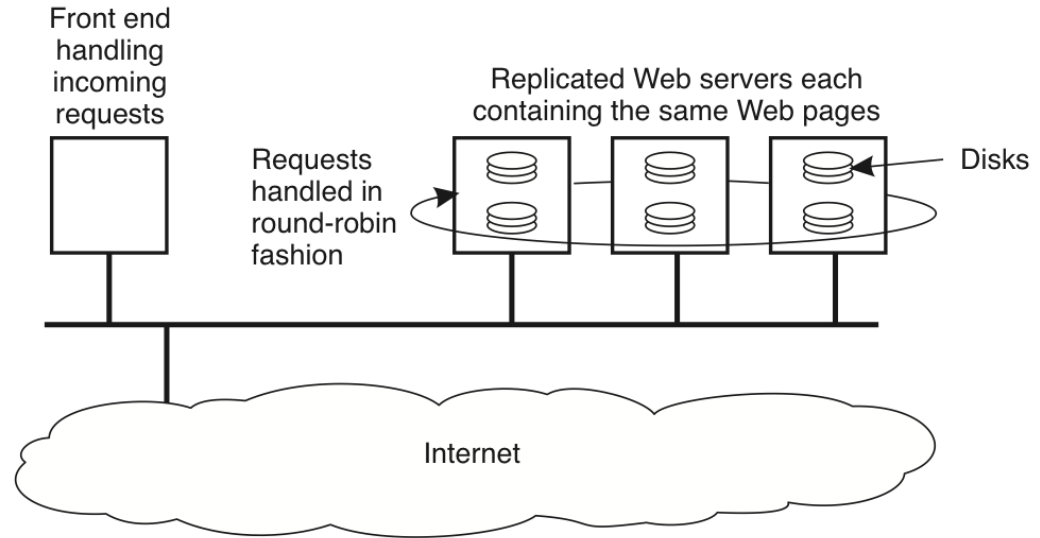 Front end
handling
incoming
requests
Replicated Web servers each
containing the same Web pages
Requests
handled in
round-robin
fashion
Disks
Internet